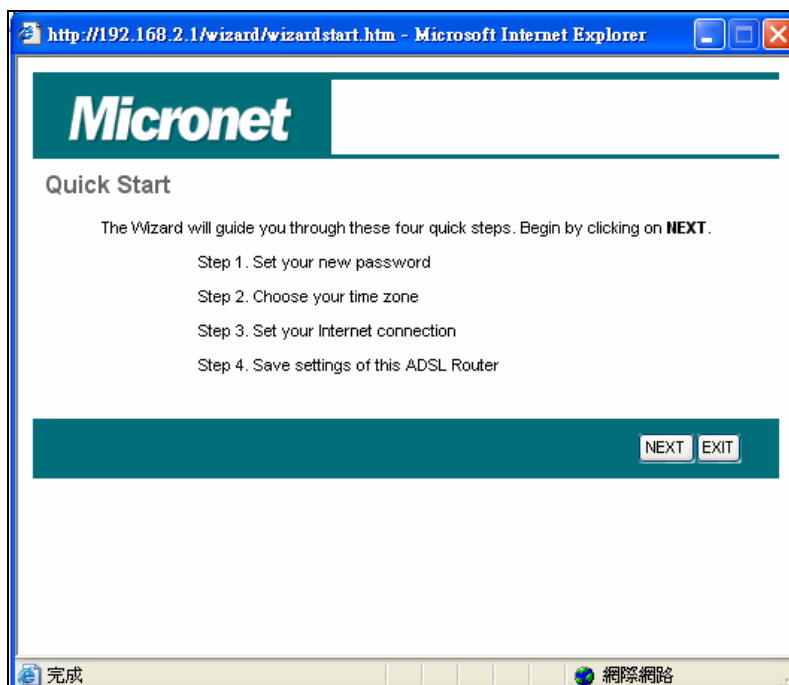 http://192.168.2.1/wizard/wizardstart.htm - Microsoft Internet Explorer
Micronet
Quick Start
The Wizard will guide you through these four quick steps. Begin by clicking on NEXT.
Step 1. Set your new password
Step 2. Choose your time zone
Step 3. Set your Internet connection
Step 4. Save settings of this ADSL Router
NEXT EXIT
完成 網際網路